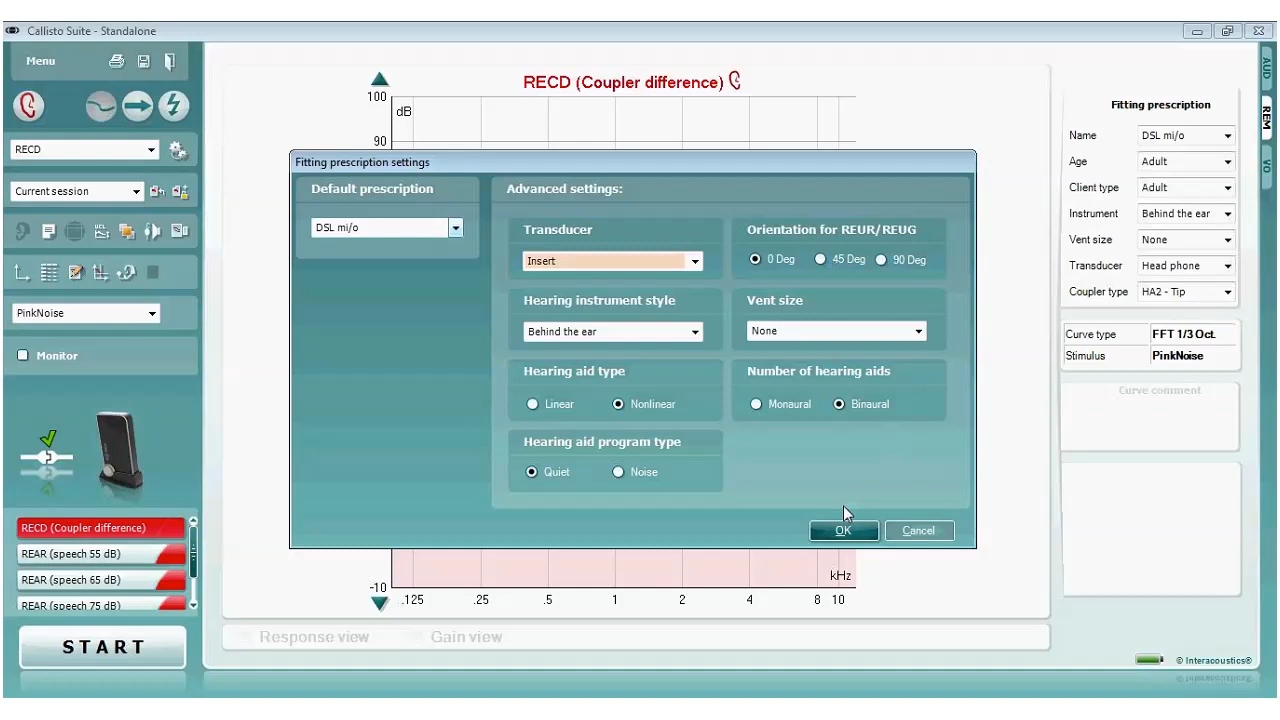 Callisto Suite - Standalone
Menu
RECD
Current session
PinkNoise
Monitor
RECD (Coupler difference)
REAR (speech 55 dB)
REAR (speech 65 dB)
REAR (speech 75 dB)
START
RECD (Coupler difference)
100
dB
90
Fitting prescription settings
Default prescription
DSL mi/o
Advanced settings:
Transducer
Insert
Orientation for REUR/REUG
0 Deg
45 Deg
90 Deg
Hearing instrument style
Behind the ear
Vent size
None
Hearing aid type
Linear
Nonlinear
Number of hearing aids
Monaural
Binaural
Hearing aid program type
Quiet
Noise
OK
Cancel
kHz
-10
.125 .25 .5 1 2 4 8 10
Response view
Gain view
Fitting prescription
Name DSL mi/o
Age Adult
Client type Adult
Instrument Behind the ear
Vent size None
Transducer Head phone
Coupler type HA2 - Tip
Curve type FFT 1/3 Oct.
Stimulus PinkNoise
Curve comment
© Interacoustics®
AUD
REM
VO